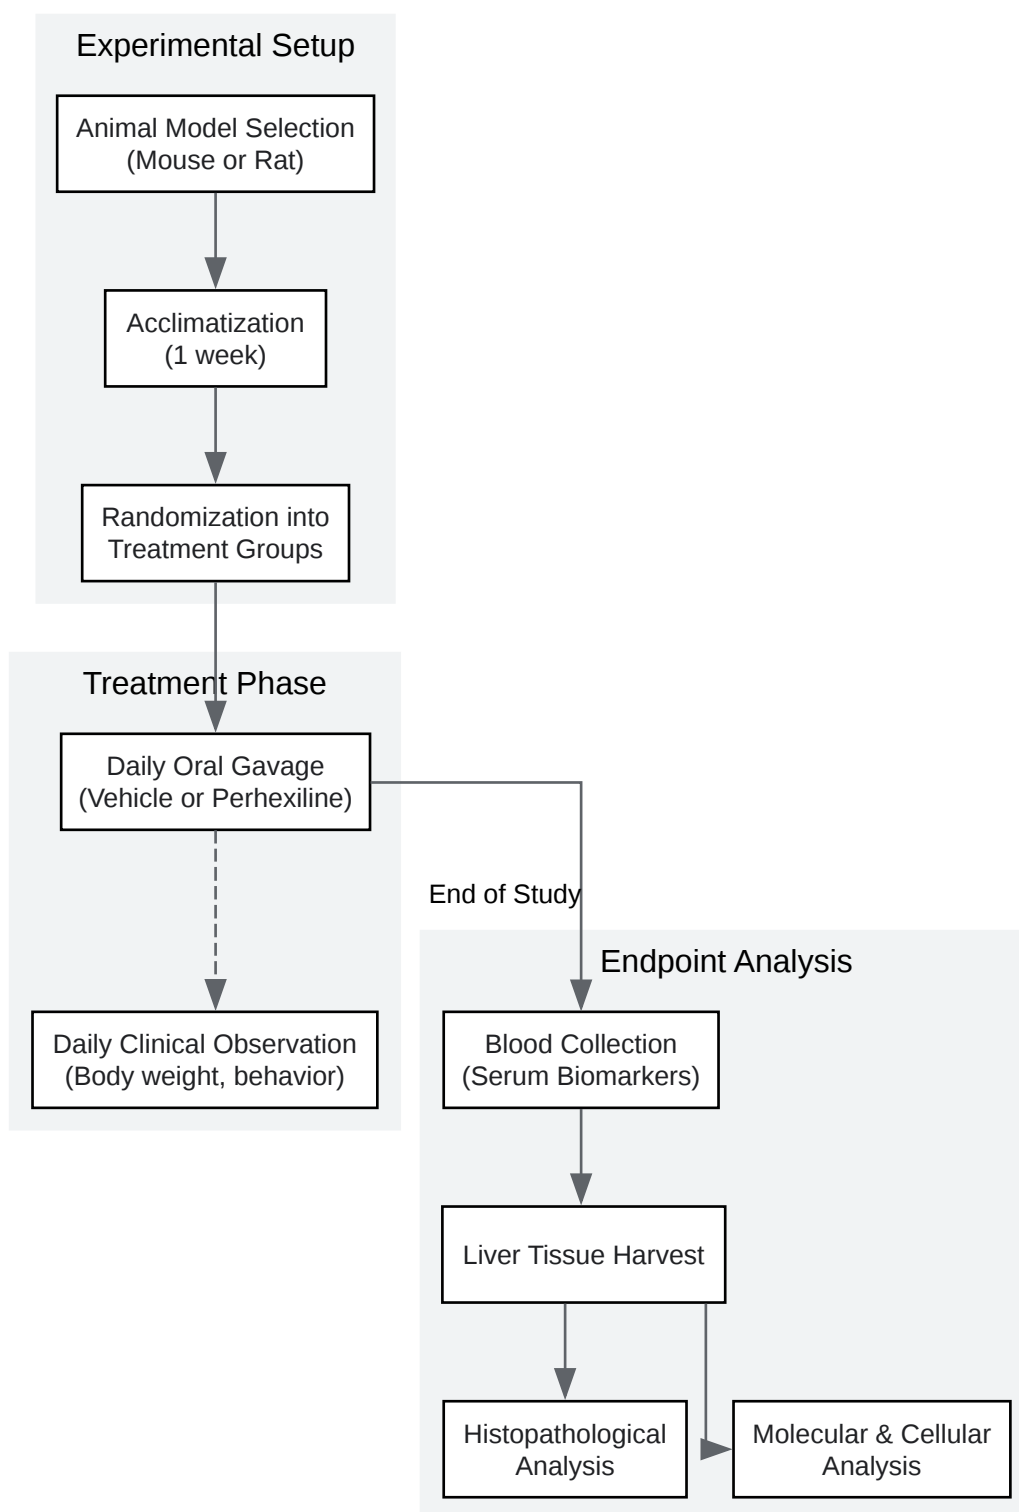 Experimental Setup
Animal Model Selection
(Mouse or Rat)
Acclimatization
(1 week)
Randomization into
Treatment Groups
Treatment Phase
Daily Oral Gavage
(Vehicle or Perhexiline)
End of Study
Daily Clinical Observation
(Body weight, behavior)
Endpoint Analysis
Blood Collection
(Serum Biomarkers)
Liver Tissue Harvest
Histopathological
Analysis
Molecular & Cellular
Analysis